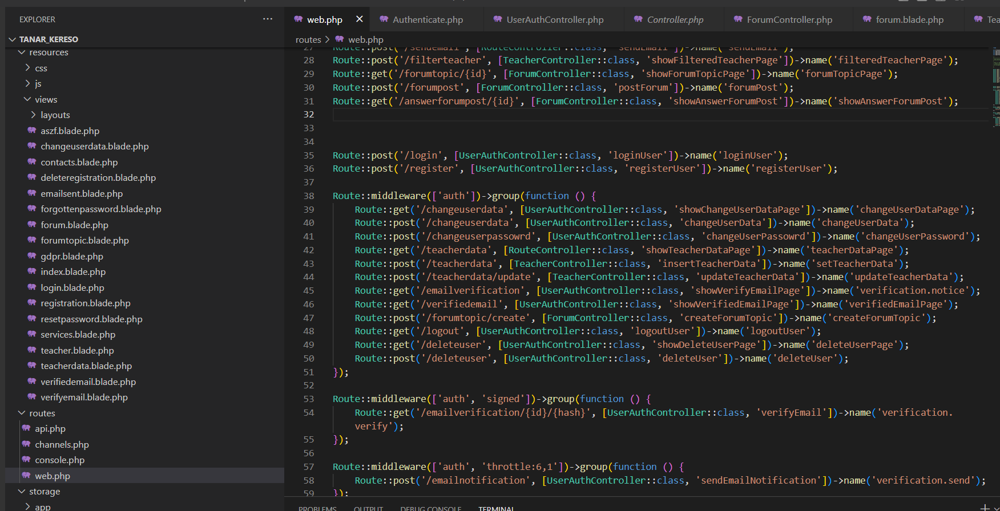 EXPLORER
...
TANAR_KERESO
resources
css
js
views
layouts
aszf.blade.php
changeuserdata.blade.php
contacts.blade.php
deleteregistration.blade.php
emailsent.blade.php
forgottenpassword.blade.php
forum.blade.php
forumtopic.blade.php
gdpr.blade.php
index.blade.php
login.blade.php
registration.blade.php
resetpassword.blade.php
services.blade.php
teacher.blade.php
teacherdata.blade.php
verifiedemail.blade.php
verifyemail.blade.php
routes
api.php
channels.php
console.php
web.php
storage
app
web.php Authenticate.php UserAuthController.php Controller.php ForumController.php forum.blade.php Tea
routes > web.php
27 Route::post('/sendemail', [RouteController::class, 'sendEmail'])->name('sendEmail');
28 Route::post('/filterteacher', [TeacherController::class, 'showFilteredTeacherPage'])->name('filteredTeacherPage');
29 Route::get('/forumtopic/{id}', [ForumController::class, 'showForumTopicPage'])->name('forumTopicPage');
30 Route::post('/forumpost', [ForumController::class, 'postForum'])->name('forumPost');
31 Route::get('/answerforumpost/{id}', [ForumController::class, 'showAnswerForumPost'])->name('showAnswerForumPost');
32
33
34
35 Route::post('/login', [UserAuthController::class, 'loginUser'])->name('loginUser');
36 Route::post('/register', [UserAuthController::class, 'registerUser'])->name('registerUser');
37
38 Route::middleware(['auth'])->group(function () {
39 Route::get('/changeuserdata', [UserAuthController::class, 'showChangeUserDataPage'])->name('changeUserDataPage');
40 Route::post('/changeuserdata', [UserAuthController::class, 'changeUserData'])->name('changeUserData');
41 Route::post('/changeuserpassowrd', [UserAuthController::class, 'changeUserPassowrd'])->name('changeUserPassword');
42 Route::get('/teacherdata', [RouteController::class, 'showTeacherDataPage'])->name('teacherDataPage');
43 Route::post('/teacherdata', [TeacherController::class, 'insertTeacherData'])->name('setTeacherData');
44 Route::post('/teacherdata/update', [TeacherController::class, 'updateTeacherData'])->name('updateTeacherData');
45 Route::get('/emailverification', [UserAuthController::class, 'showVerifyEmailPage'])->name('verification.notice');
46 Route::get('/verifiedemail', [UserAuthController::class, 'showVerifiedEmailPage'])->name('verifiedEmailPage');
47 Route::post('/forumtopic/create', [ForumController::class, 'createForumTopic'])->name('createForumTopic');
48 Route::get('/logout', [UserAuthController::class, 'logoutUser'])->name('logoutUser');
49 Route::get('/deleteuser', [UserAuthController::class, 'showDeleteUserPage'])->name('deleteUserPage');
50 Route::post('/deleteuser', [UserAuthController::class, 'deleteUser'])->name('deleteUser');
51 });
52
53 Route::middleware(['auth', 'signed'])->group(function () {
54 Route::get('/emailverification/{id}/{hash}', [UserAuthController::class, 'verifyEmail'])->name('verification.
verify');
55 });
56
57 Route::middleware(['auth', 'throttle:6,1'])->group(function () {
58 Route::post('/emailnotification', [UserAuthController::class, 'sendEmailNotification'])->name('verification.send');
59 });
PROBLEMS OUTPUT DEBUG CONSOLE TERMINAL